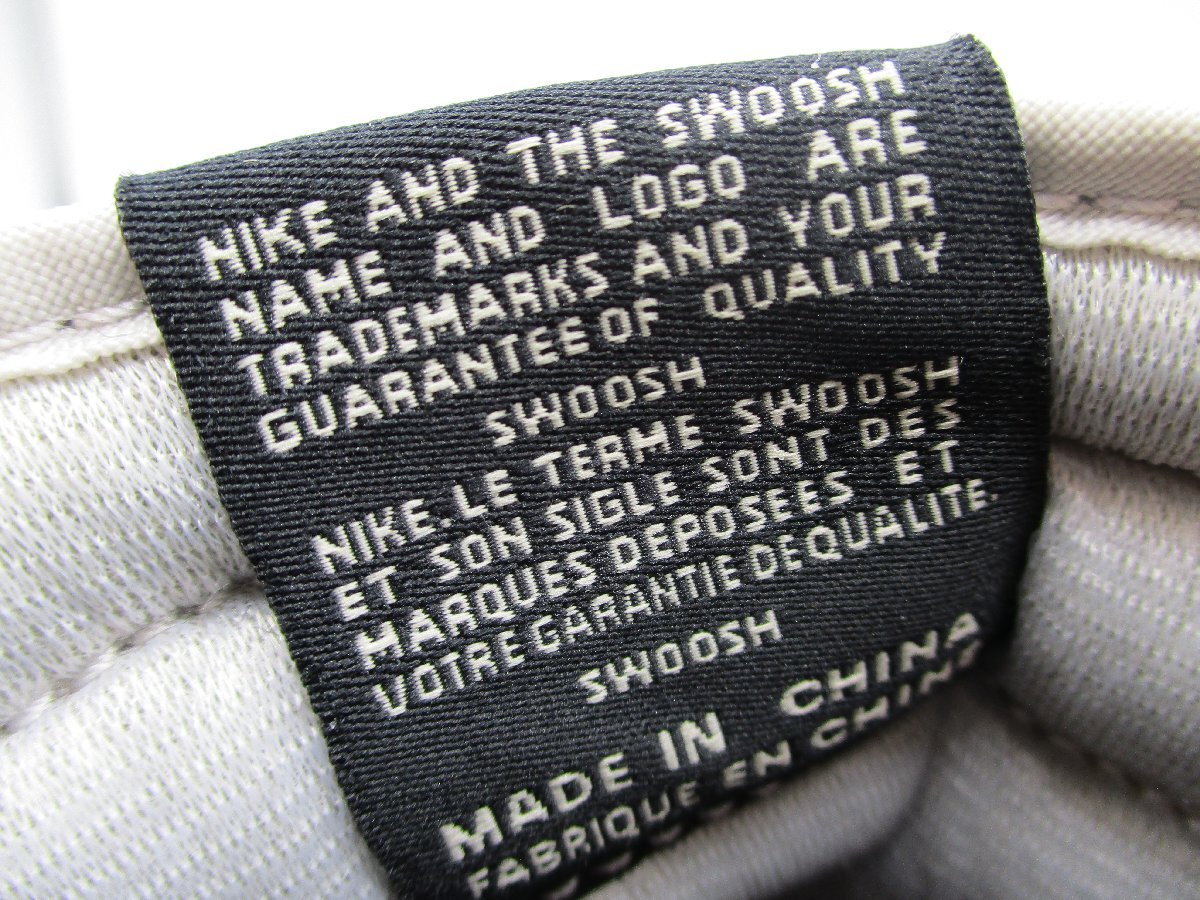 NIKE AND THE SWOOSH
NAME AND LOGO ARE
TRADEMARKS AND YOUR
GUARANTEE OF QUALITY
SWOOSH
NIKE. LE TERME SWOOSH
ET SON SIGLE SONT DES
MARQUES DEPOSEES ET
VOTRE GARANTIE DE QUALITE.
SWOOSH
MADE IN CHINA
FABRIQUE EN CHINE